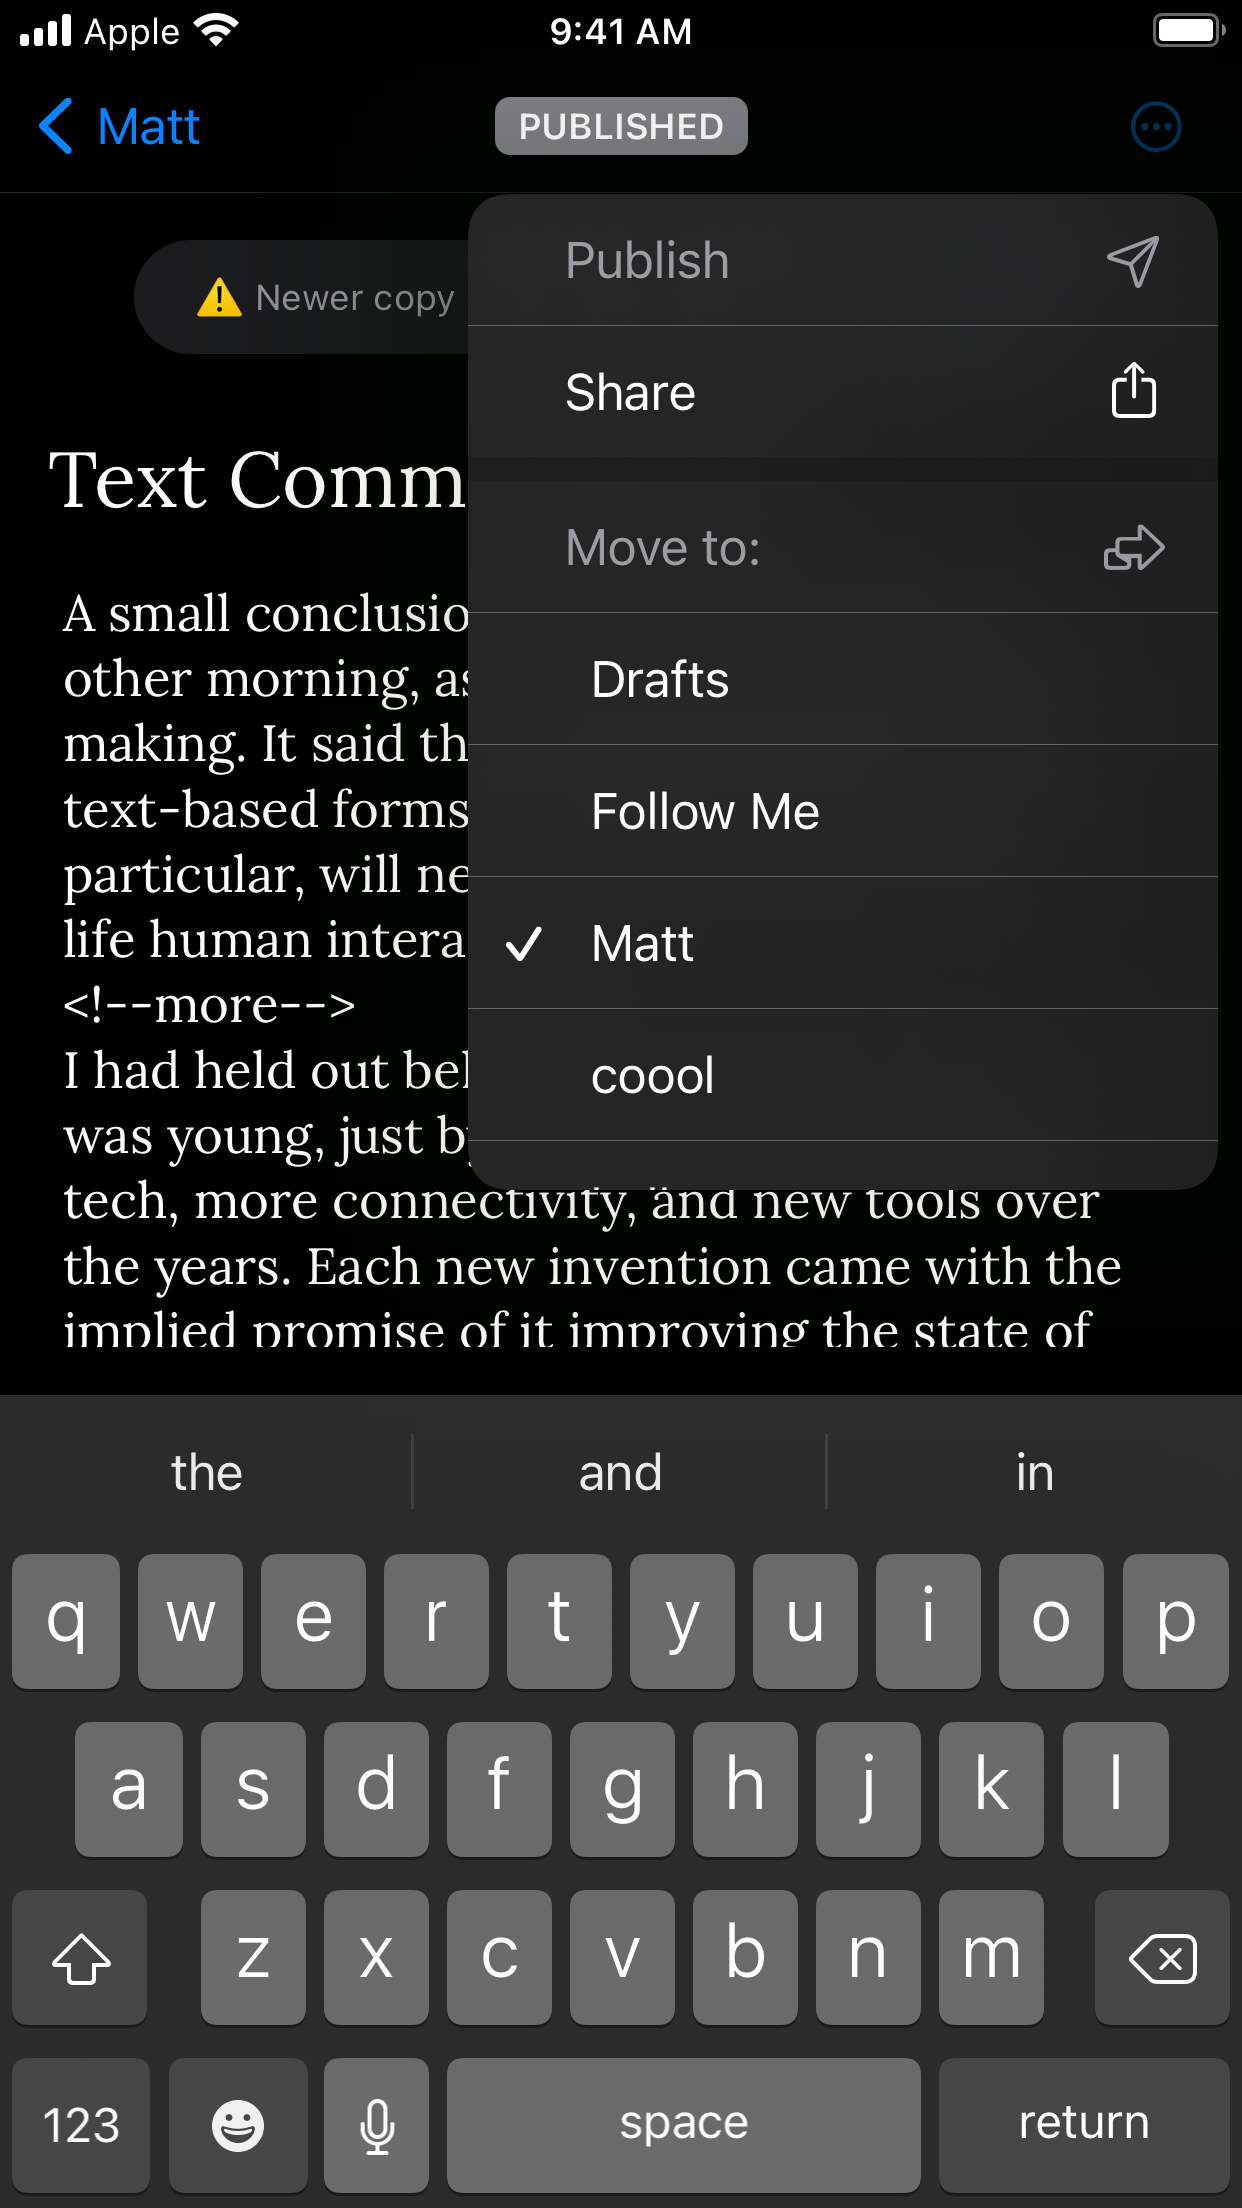 Apple 9:41 AM
Matt PUBLISHED
Publish
⚠️ Newer copy
Share
Text Comm
Move to:
A small conclusio
other morning, as
Drafts
making. It said th
text-based forms
Follow Me
particular, will ne
life human intera
Matt
<!--more-->
I had held out bel
coool
was young, just by
tech, more connectivity, and new tools over
the years. Each new invention came with the
implied promise of it improving the state of
the and in
q w e r t y u i o p
a s d f g h j k l
z x c v b n m
123 space return